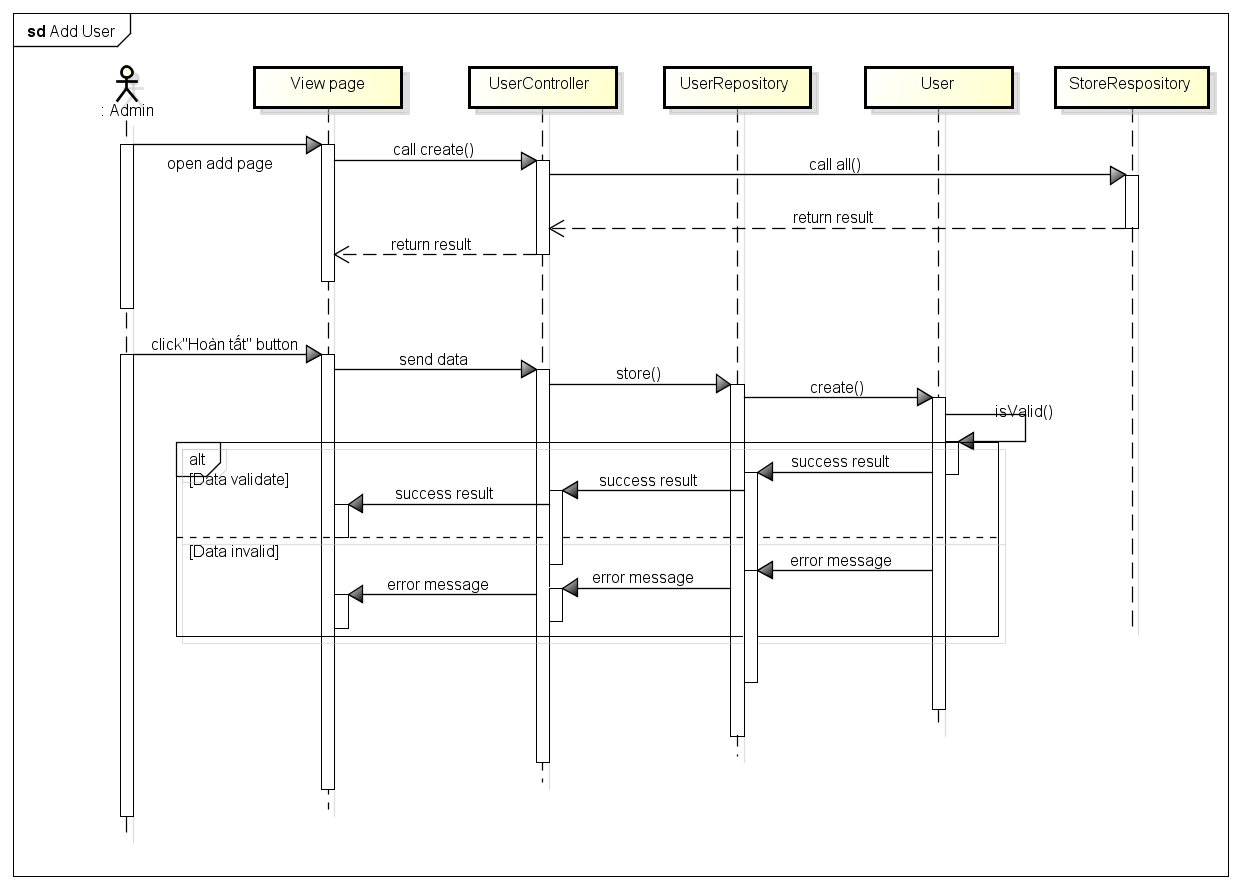 sd Add User
: Admin
View page
UserController
UserRepository
User
StoreRespository
open add page
call create()
call all()
return result
return result
click"Hoàn tất" button
send data
store()
create()
isValid()
alt
[Data validate]
success result
success result
success result
[Data invalid]
error message
error message
error message